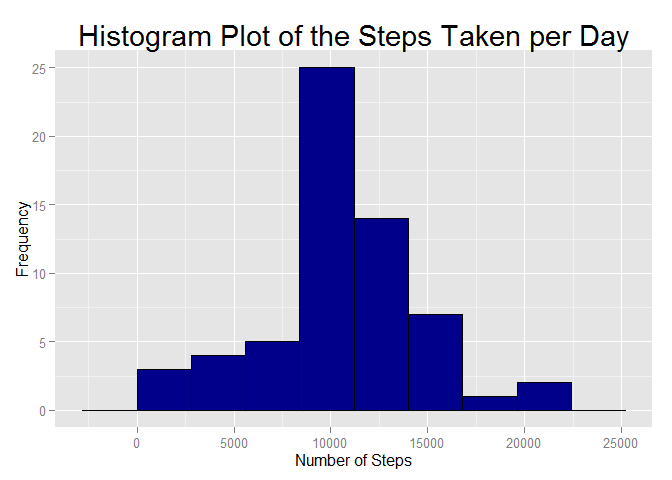 Histogram Plot of the Steps Taken per Day
25
20
15
10
5
0
Frequency
0 5000 10000 15000 20000 25000
Number of Steps